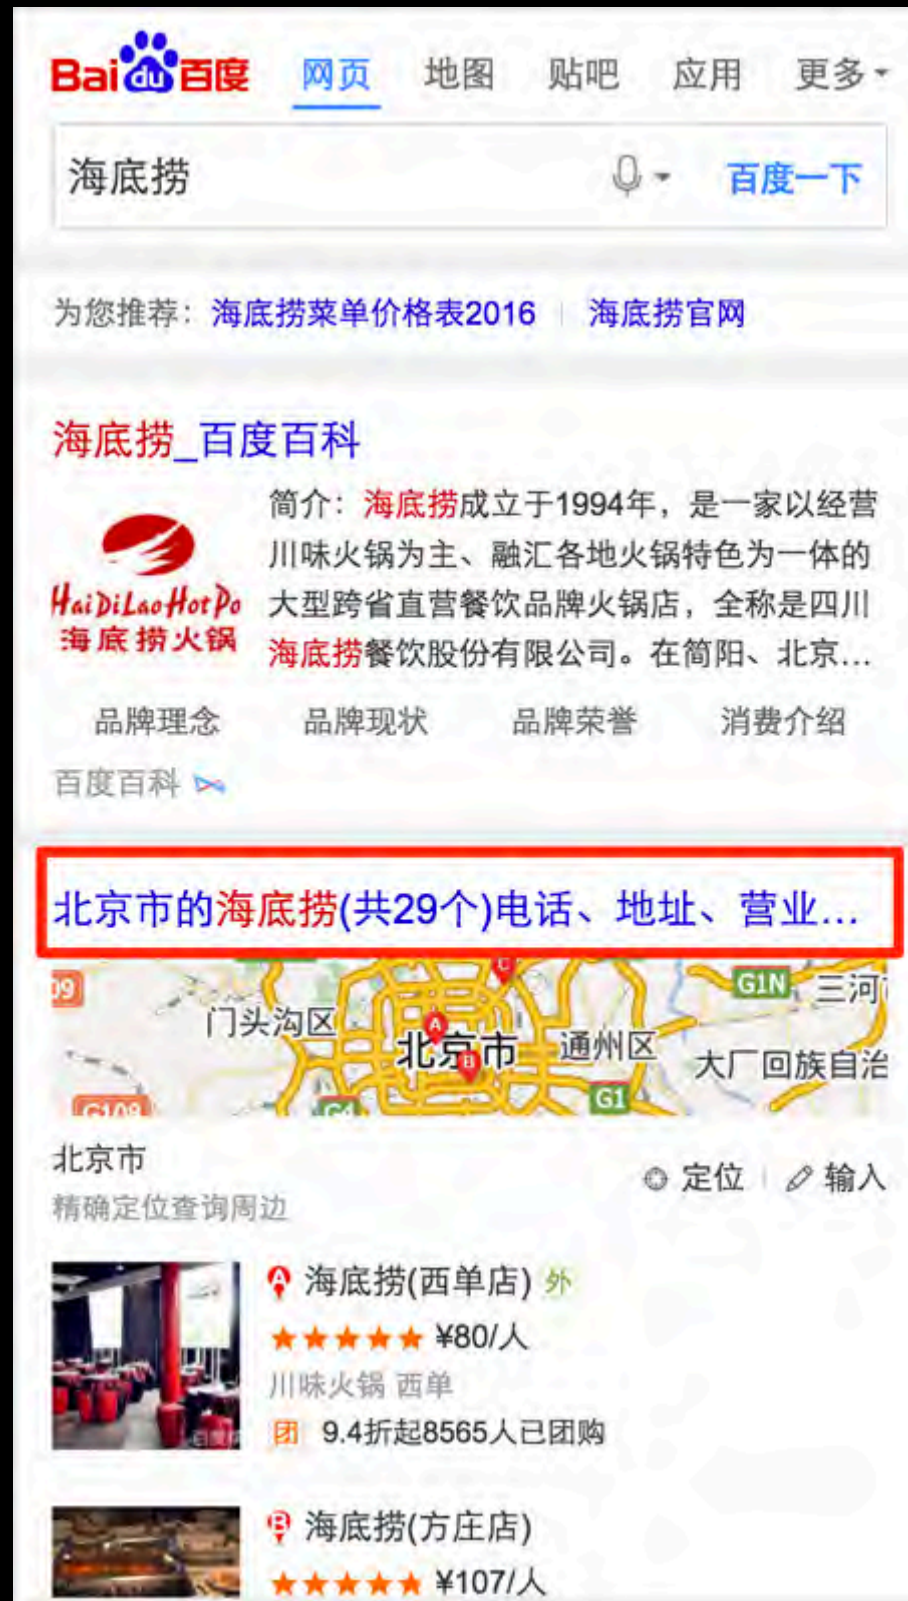 Bai du 百度 网页 地图 贴吧 应用 更多
海底捞 百度一下
为您推荐：海底捞菜单价格表2016 海底捞官网
海底捞_百度百科
简介：海底捞成立于1994年，是一家以经营
川味火锅为主、融汇各地火锅特色为一体的
大型跨省直营餐饮品牌火锅店，全称是四川
海底捞餐饮股份有限公司。在简阳、北京...
HaiDiLao Hot Po
海底捞火锅
品牌理念 品牌现状 品牌荣誉 消费介绍
百度百科
北京市的海底捞(共29个)电话、地址、营业...
C
09 G1N 三河
门头沟区 A 北京市 通州区
B 大厂回族自治
G109 G4 G1
北京市
定位 输入
精确定位查询周边
A 海底捞(西单店) 外
¥80/人
川味火锅 西单
团 9.4折起8565人已团购
B 海底捞(方庄店)
¥107/人